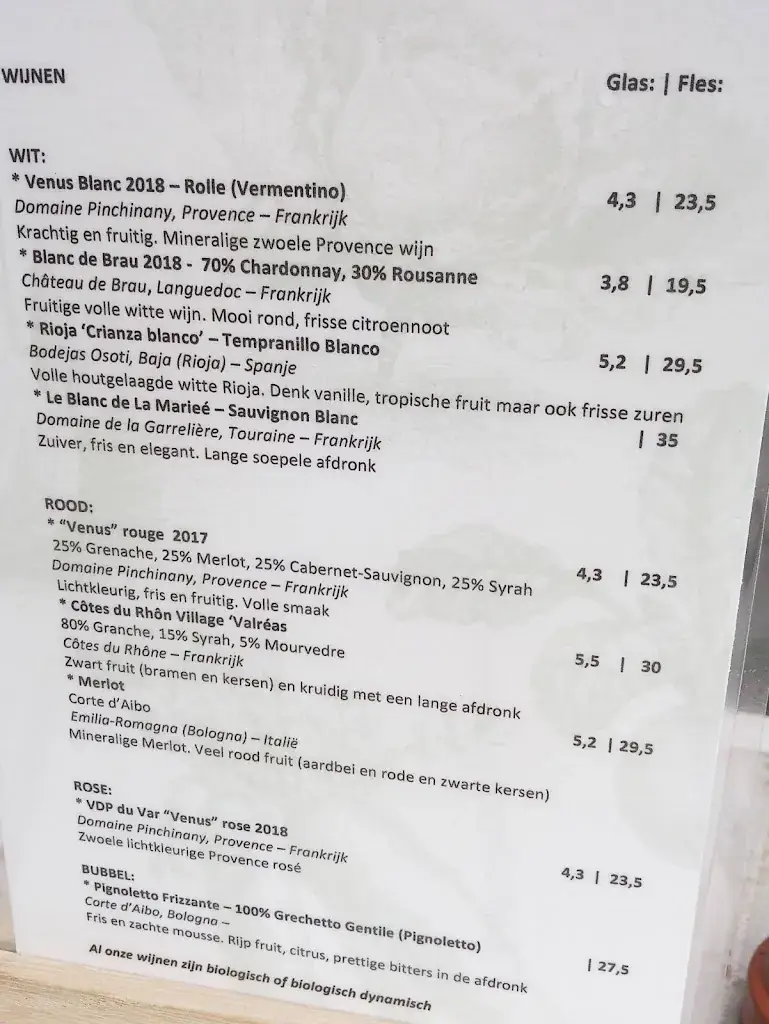 WIJNEN Glas: | Fles:
WIT:
* Venus Blanc 2018 – Rolle (Vermentino)
Domaine Pinchinany, Provence – Frankrijk 4,3 | 23,5
Krachtig en fruitig. Mineralige zwoele Provence wijn
* Blanc de Brau 2018 - 70% Chardonnay, 30% Rousanne
Château de Brau, Languedoc – Frankrijk 3,8 | 19,5
Fruitige volle witte wijn. Mooi rond, frisse citroennoot
* Rioja ‘Crianza blanco’ – Tempranillo Blanco
Bodejas Osoti, Baja (Rioja) – Spanje 5,2 | 29,5
Volle houtgelaagde witte Rioja. Denk vanille, tropische fruit maar ook frisse zuren
* Le Blanc de La Marieé – Sauvignon Blanc
Domaine de la Garrelière, Touraine – Frankrijk | 35
Zuiver, fris en elegant. Lange soepele afdronk
ROOD:
* “Venus” rouge 2017
25% Grenache, 25% Merlot, 25% Cabernet-Sauvignon, 25% Syrah 4,3 | 23,5
Domaine Pinchinany, Provence – Frankrijk
Lichtkleurig, fris en fruitig. Volle smaak
* Côtes du Rhôn Village ‘Valréas
80% Granche, 15% Syrah, 5% Mourvedre 5,5 | 30
Côtes du Rhône – Frankrijk
Zwart fruit (bramen en kersen) en kruidig met een lange afdronk
* Merlot
Corte d’Aibo 5,2 | 29,5
Emilia-Romagna (Bologna) – Italië
Mineralige Merlot. Veel rood fruit (aardbei en rode en zwarte kersen)
ROSE:
* VDP du Var “Venus” rose 2018
Domaine Pinchinany, Provence – Frankrijk 4,3 | 23,5
Zwoele lichtkleurige Provence rosé
BUBBEL:
* Pignoletto Frizzante – 100% Grechetto Gentile (Pignoletto)
Corte d’Aibo, Bologna – | 27,5
Fris en zachte mousse. Rijp fruit, citrus, prettige bitters in de afdronk
Al onze wijnen zijn biologisch of biologisch dynamisch